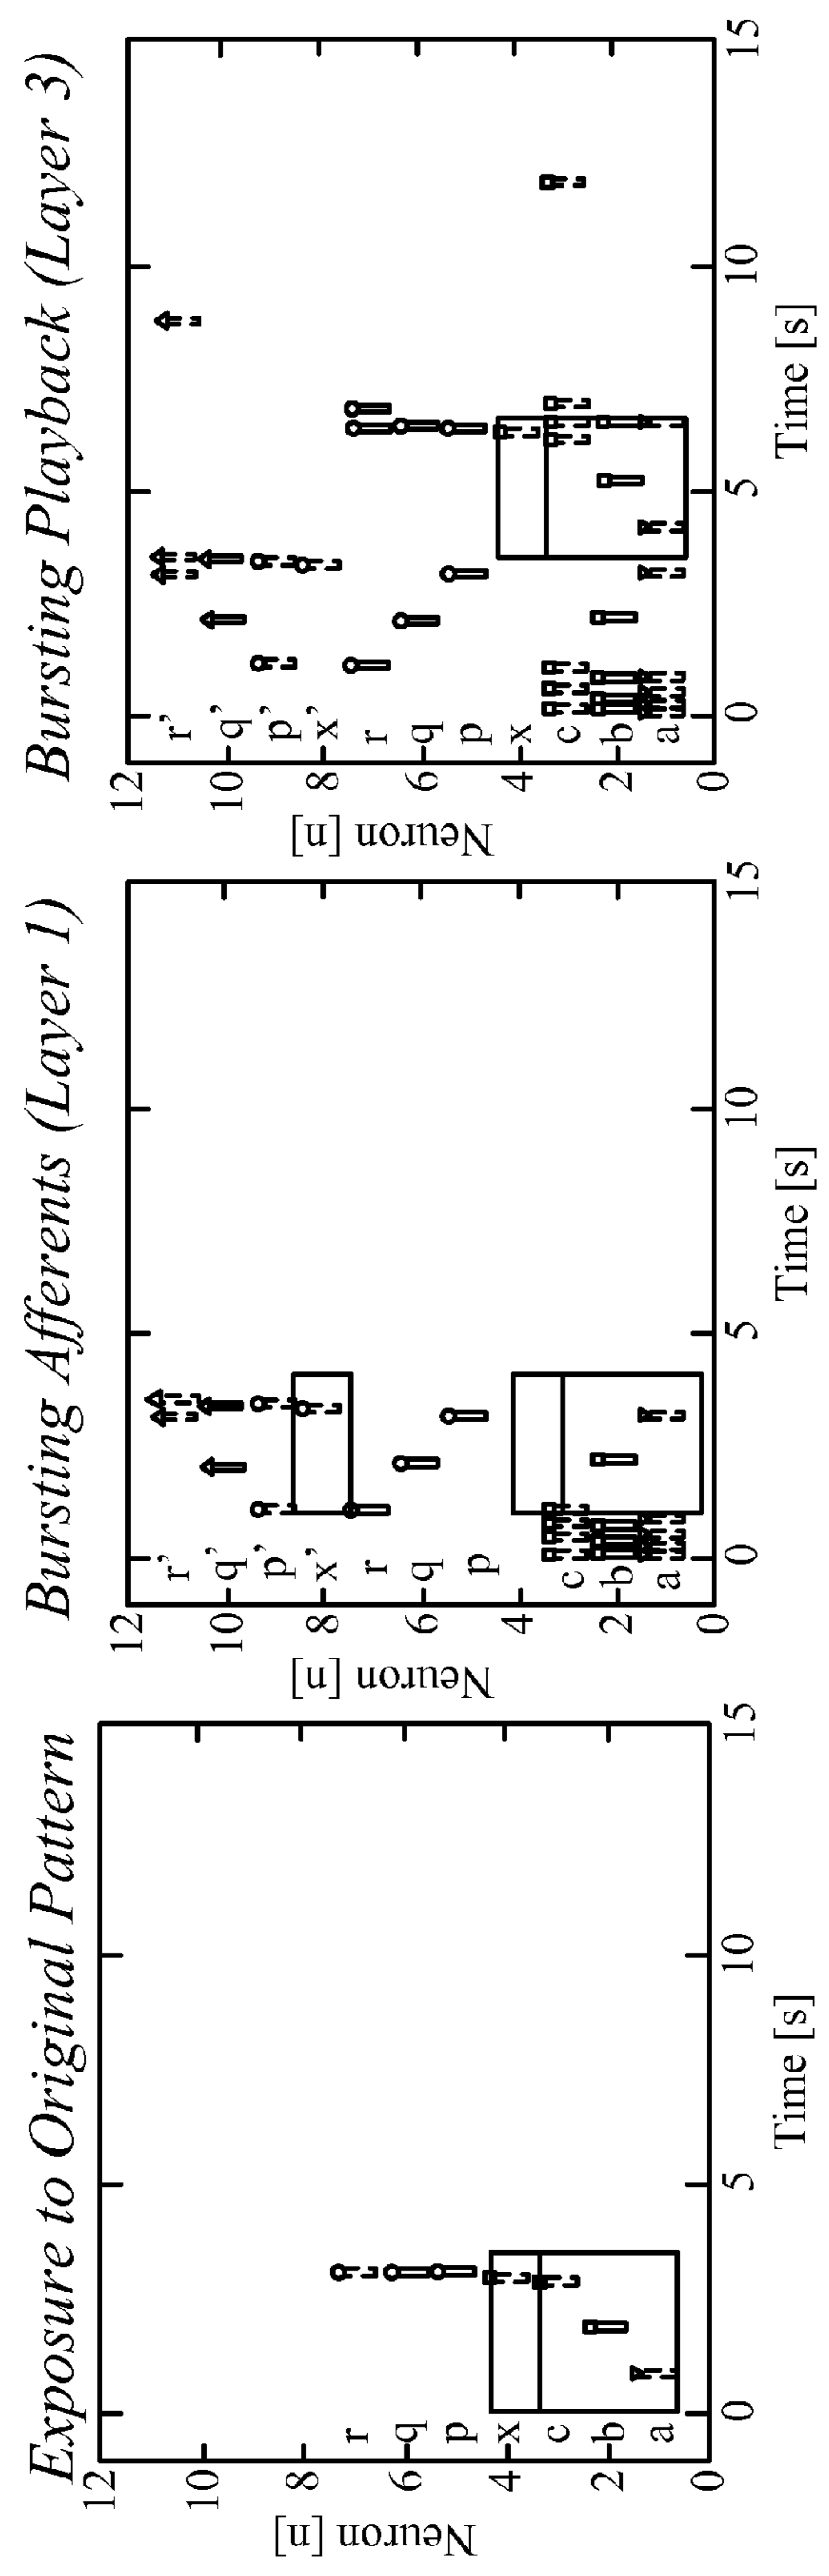 Exposure to Original Pattern
Neuron [n]
12
10
8
6
4
2
0
r
q
p
x
c
b
a
0
5
10
15
Time [s]
Bursting Afferents (Layer 1)
Neuron [n]
12
10
8
6
4
2
0
r'
q'
p'
x'
r
q
p
c
b
a
0
5
10
15
Time [s]
Bursting Playback (Layer 3)
Neuron [n]
12
10
8
6
4
2
0
r'
q'
p'
x'
r
q
p
x
c
b
a
0
5
10
15
Time [s]